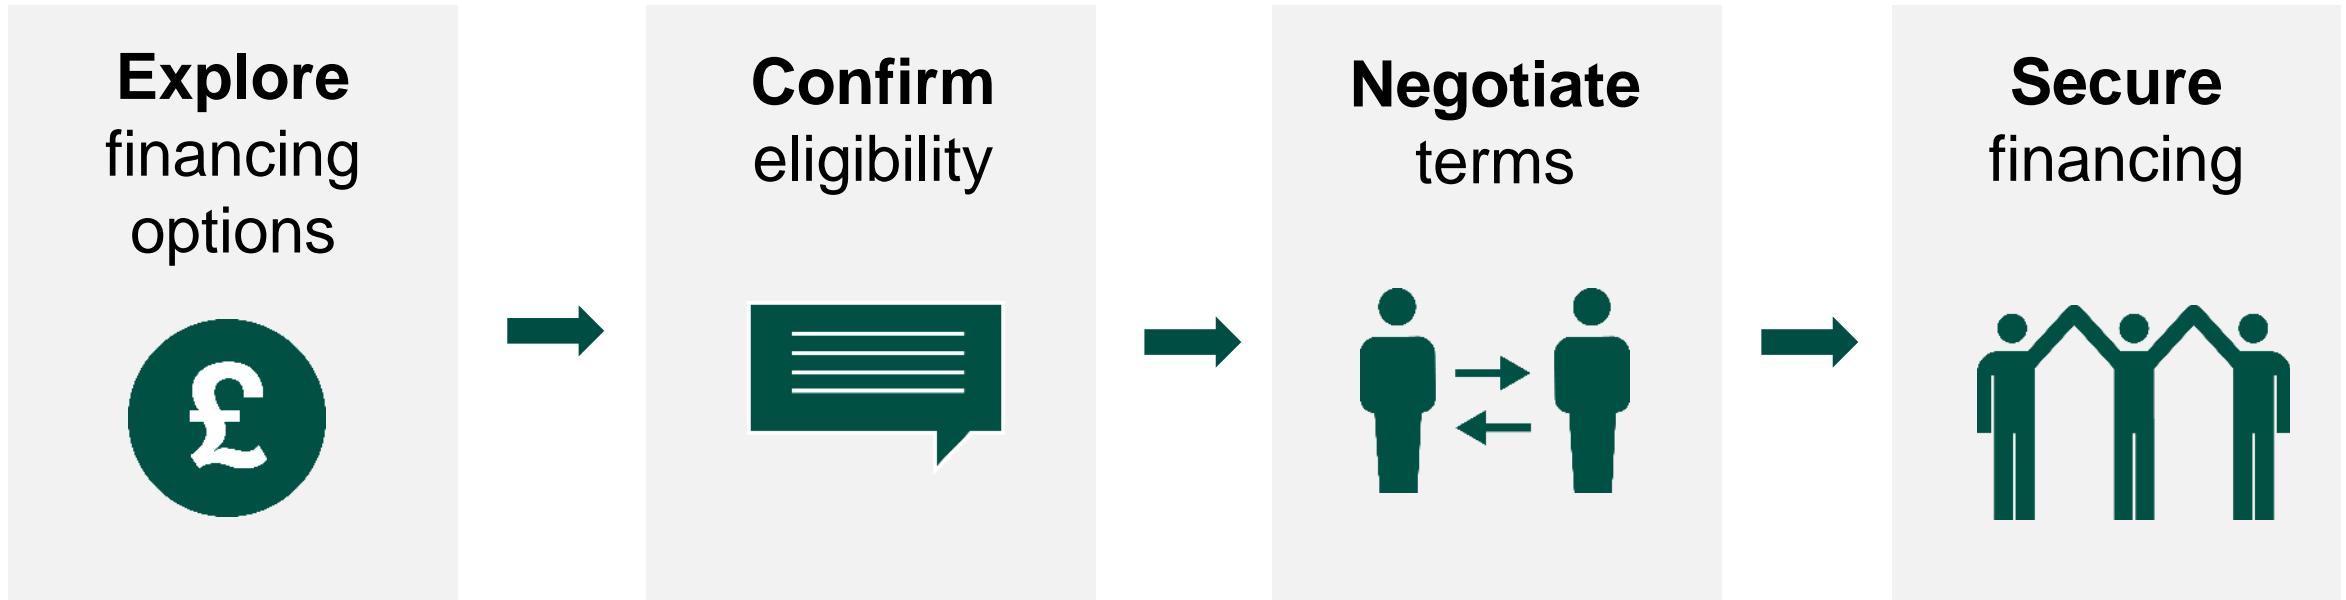 Explore
financing
options
£
Confirm
eligibility
Negotiate
terms
Secure
financing